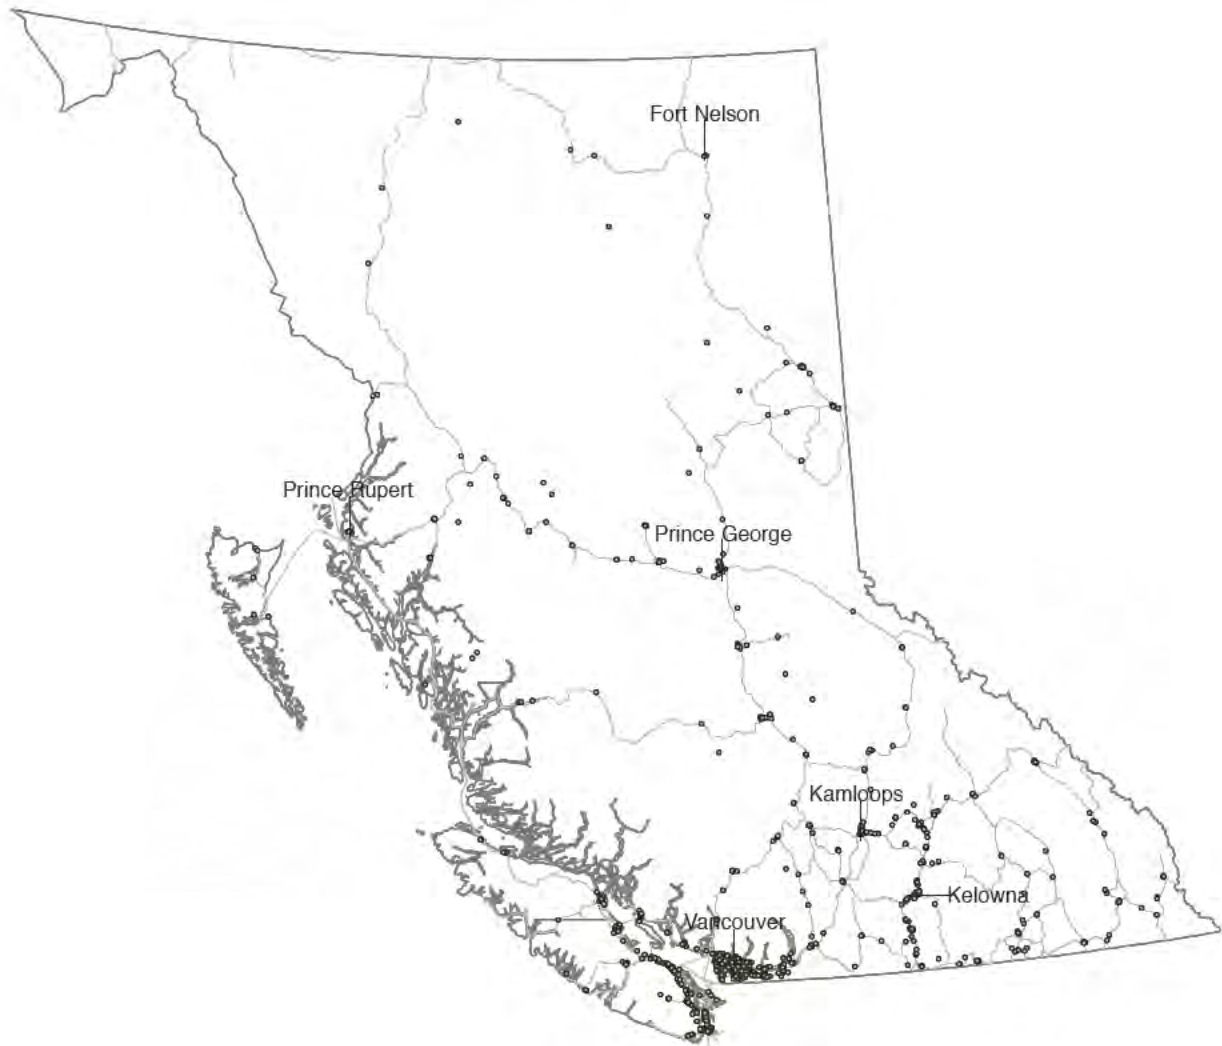 Fort Nelson
Prince Rupert
Prince George
Kamloops
Kelowna
Vancouver